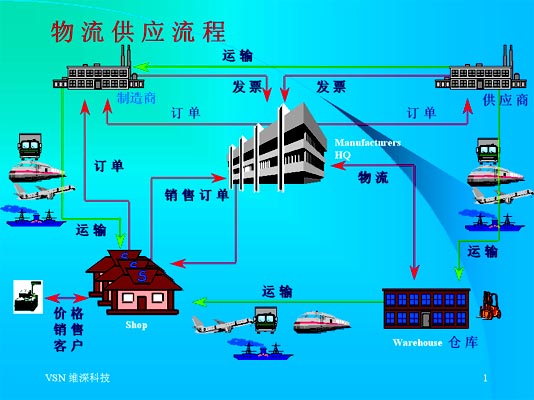 物流供应流程
运输
发票
发票
制造商
供应商
订单
订单
Manufacturers
HQ
订单
销售订单
物流
运输
运输
S
运输
价格
销售
客户
Shop
Warehouse 仓库
VSN 维深科技
1